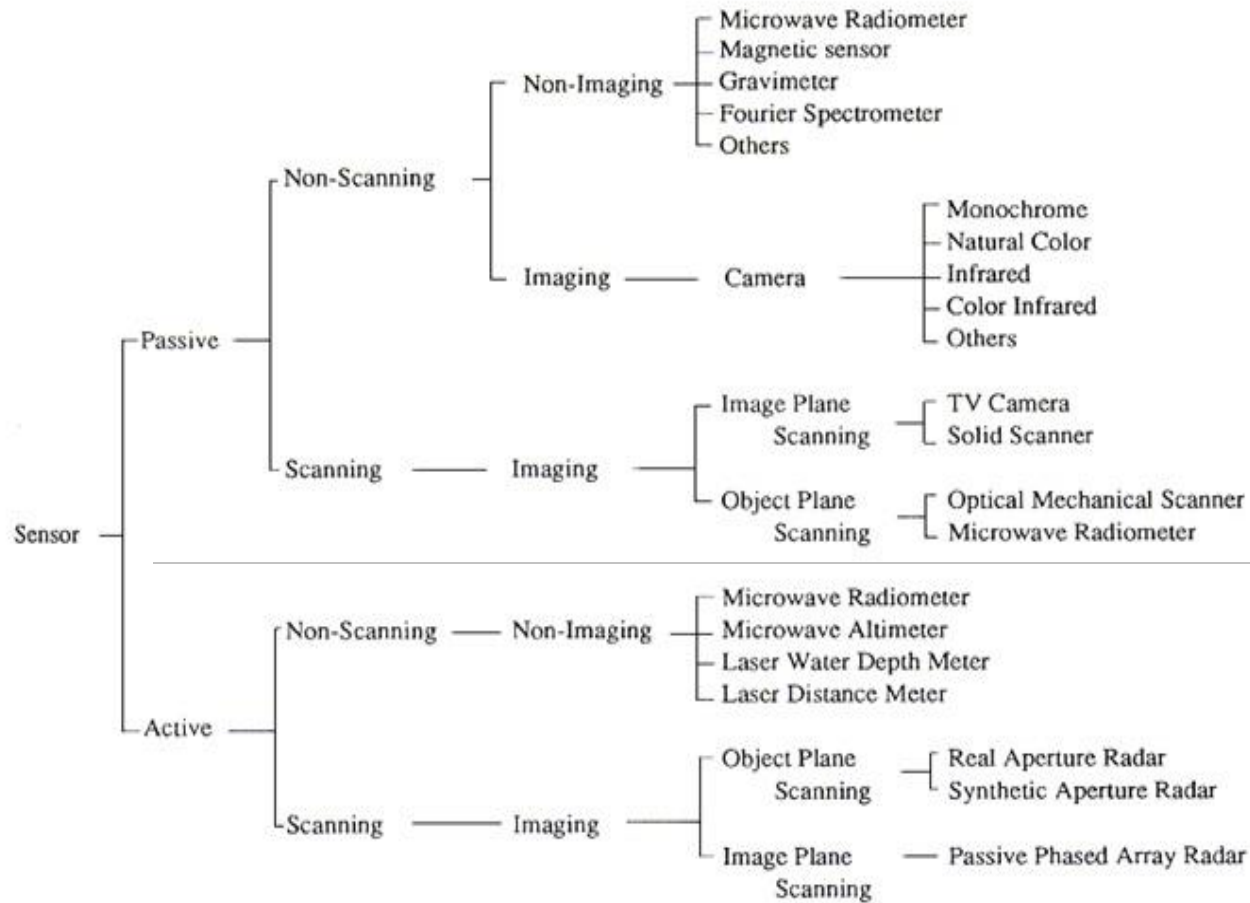 Microwave Radiometer
Magnetic sensor
Non-Imaging
Gravimeter
Fourier Spectrometer
Others
Non-Scanning
Monochrome
Natural Color
Imaging
Camera
Infrared
Color Infrared
Others
Passive
Image Plane
Scanning
TV Camera
Solid Scanner
Scanning
Imaging
Object Plane
Scanning
Optical Mechanical Scanner
Microwave Radiometer
Sensor
Microwave Radiometer
Non-Scanning
Non-Imaging
Microwave Altimeter
Laser Water Depth Meter
Laser Distance Meter
Active
Object Plane
Scanning
Real Aperture Radar
Synthetic Aperture Radar
Scanning
Imaging
Image Plane
Scanning
Passive Phased Array Radar